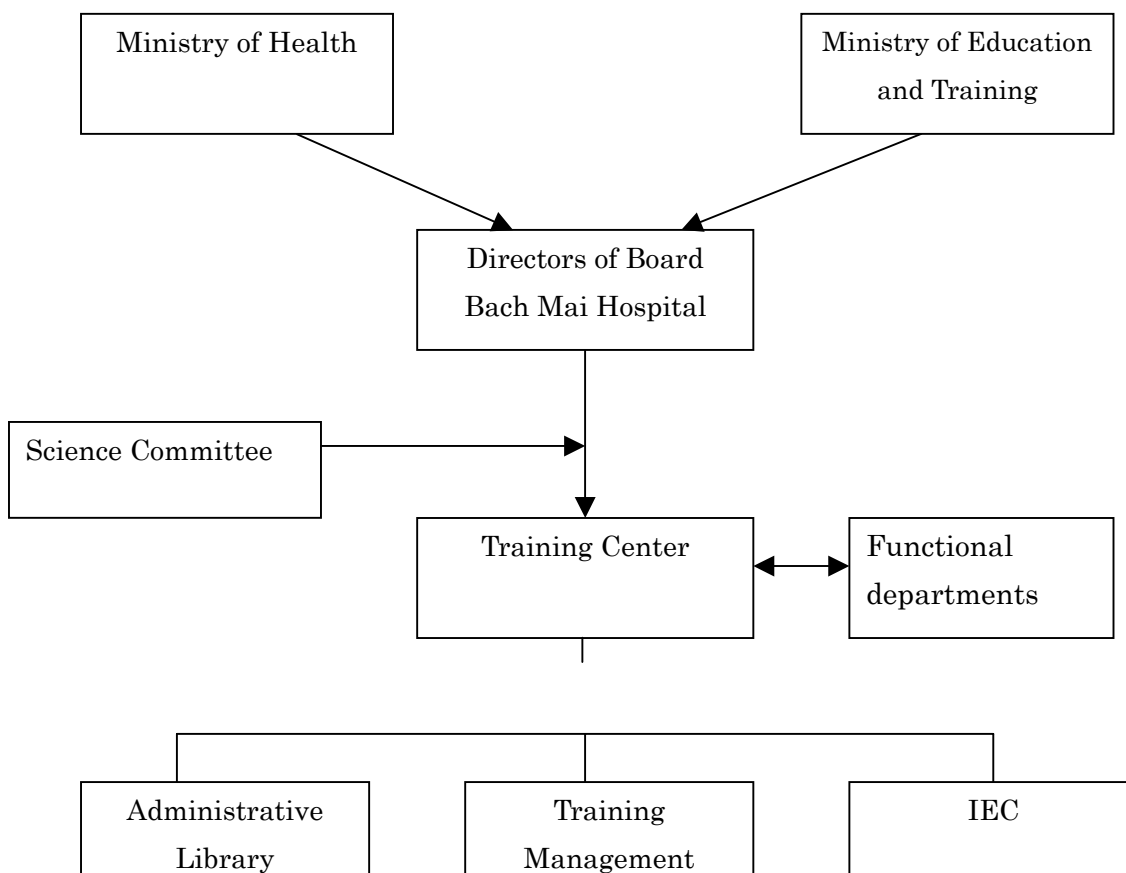 Ministry of Health
Ministry of Education
and Training
Directors of Board
Bach Mai Hospital
Science Committee
Training Center
Functional
departments
Administrative
Library
Training
Management
IEC